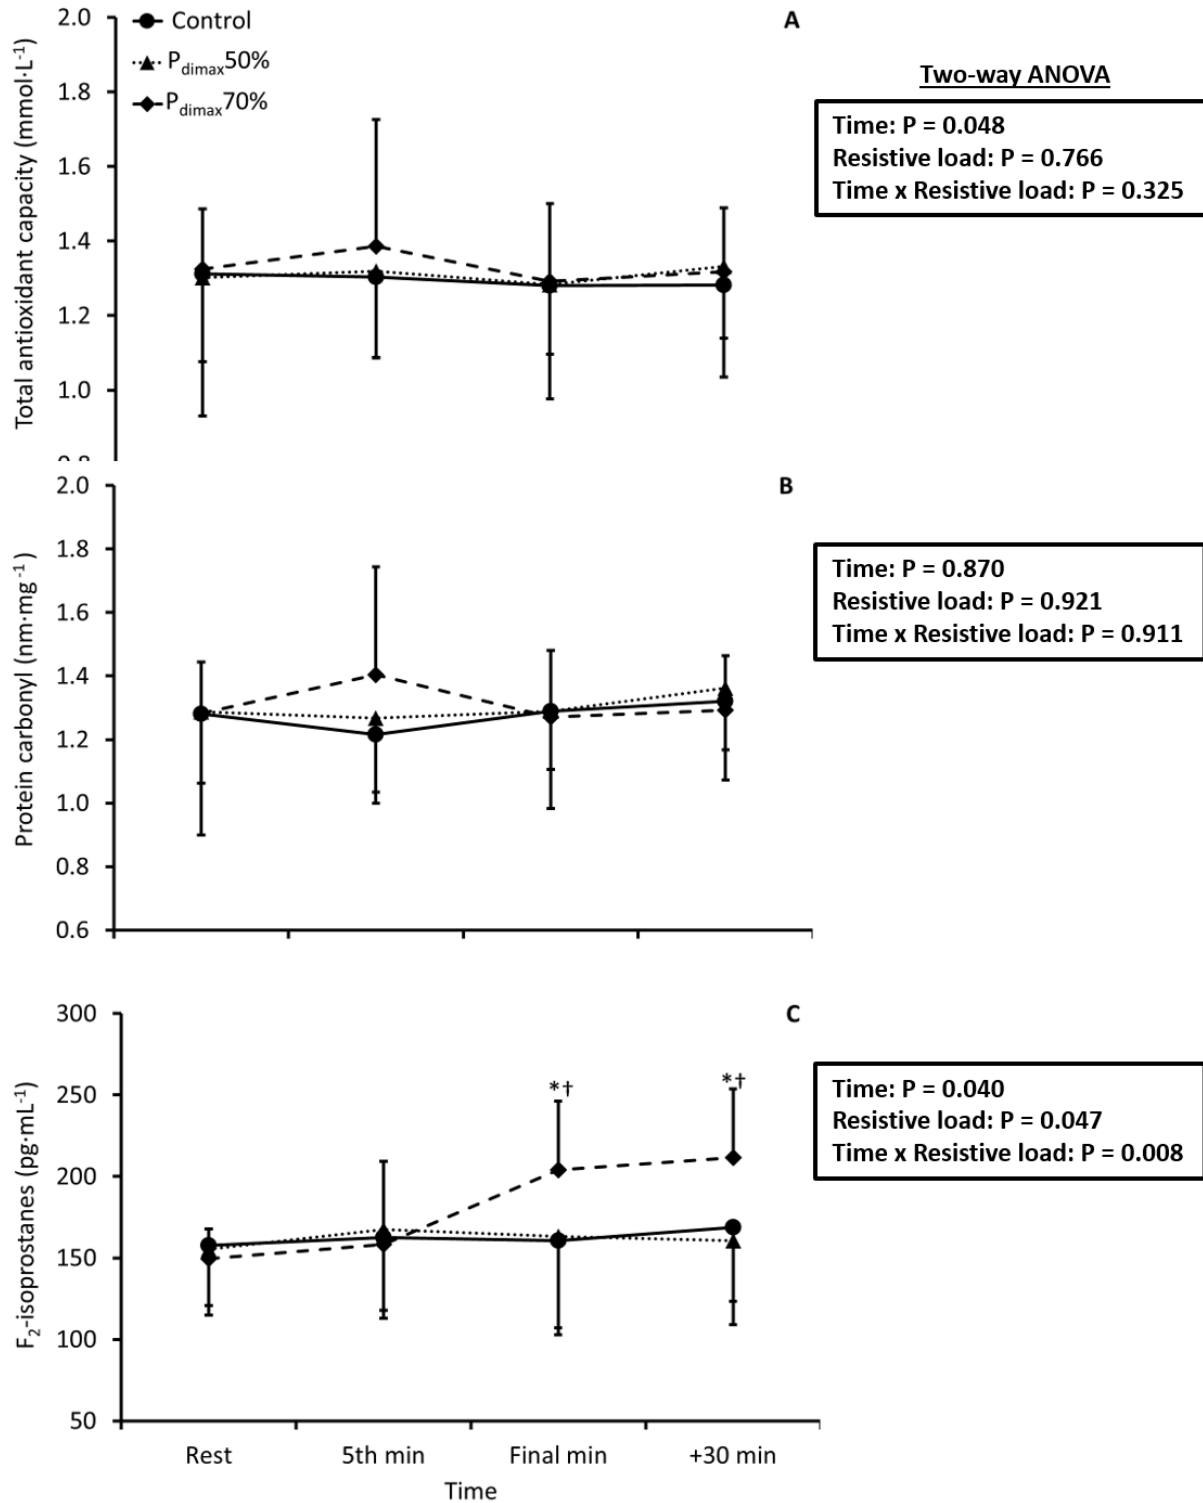 Total antioxidant capacity (mmol·L⁻¹)
2.0
1.8
1.6
1.4
1.2
1.0
Control
Pdimax50%
Pdimax70%
A
Two-way ANOVA
Time: P = 0.048
Resistive load: P = 0.766
Time x Resistive load: P = 0.325
Protein carbonyl (nm·mg⁻¹)
2.0
1.8
1.6
1.4
1.2
1.0
0.8
0.6
B
Time: P = 0.870
Resistive load: P = 0.921
Time x Resistive load: P = 0.911
F₂-isoprostanes (pg·mL⁻¹)
300
250
200
150
100
50
C
*†
*†
Time: P = 0.040
Resistive load: P = 0.047
Time x Resistive load: P = 0.008
Rest
5th min
Final min
+30 min
Time